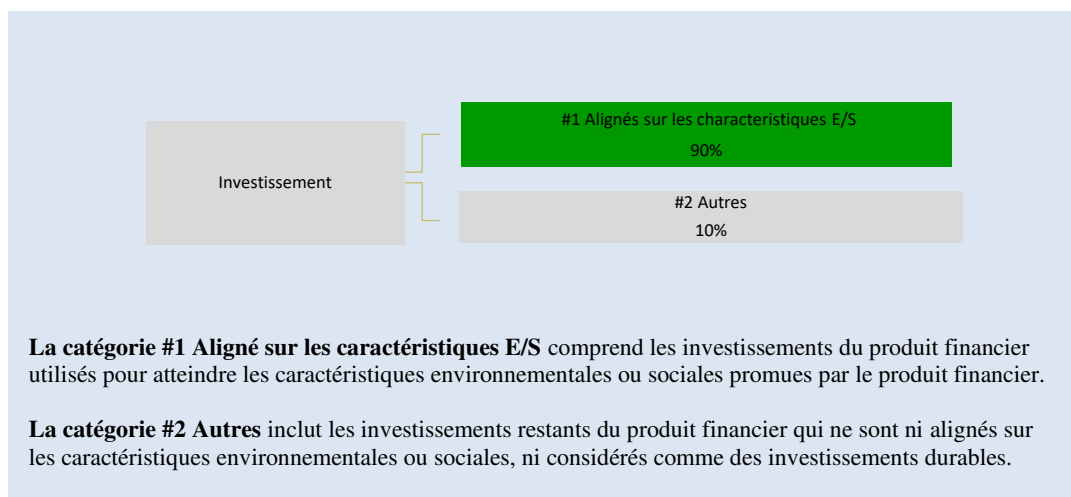 #1 Alignés sur les characteristiques E/S
90%
Investissement
#2 Autres
10%
La catégorie #1 Aligné sur les caractéristiques E/S comprend les investissements du produit financier
utilisés pour atteindre les caractéristiques environnementales ou sociales promues par le produit financier.
La catégorie #2 Autres inclut les investissements restants du produit financier qui ne sont ni alignés sur
les caractéristiques environnementales ou sociales, ni considérés comme des investissements durables.